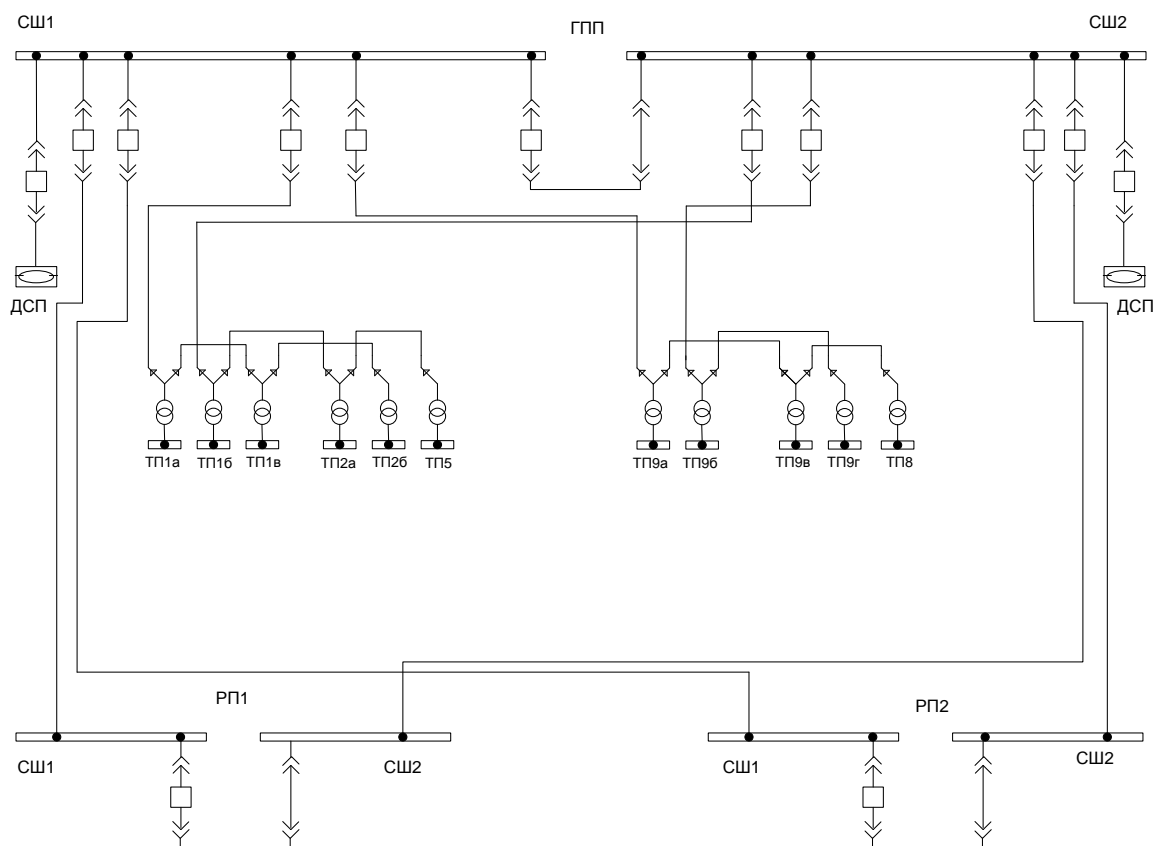 СШ1
ГПП
СШ2
ДСП
ДСП
ТП1а
ТП1б
ТП1в
ТП2а
ТП2б
ТП5
ТП9а
ТП9б
ТП9в
ТП9г
ТП8
РП1
РП2
СШ1
СШ2
СШ1
СШ2